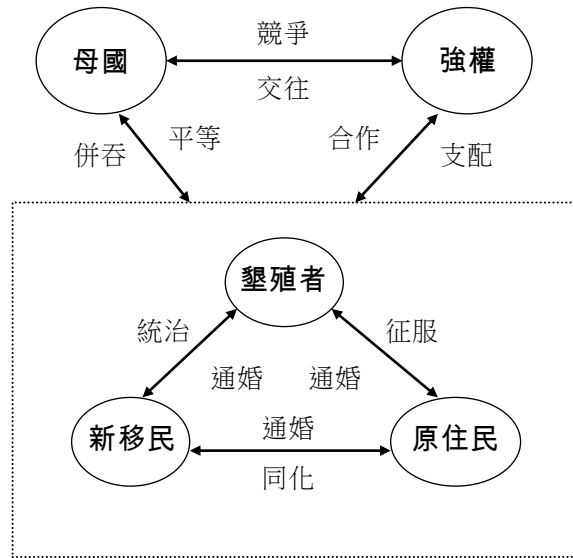 競爭
母國
強權
交往
平等
合作
併吞
支配
墾殖者
統治
征服
通婚
通婚
新移民
通婚
原住民
同化